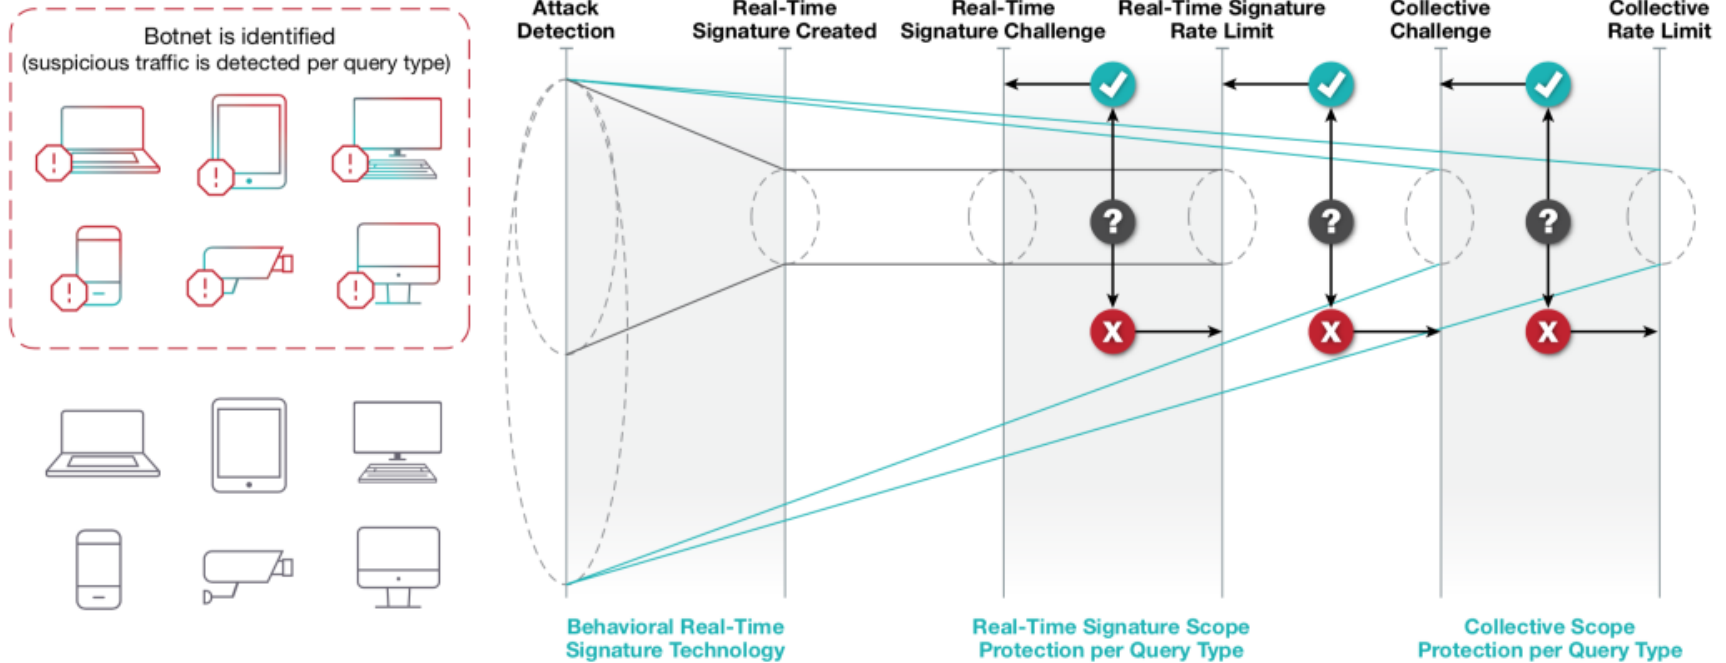 Botnet is identified
(suspicious traffic is detected per query type)
Attack
Detection
Real-Time
Signature Created
Real-Time
Signature Challenge
Real-Time Signature
Rate Limit
Collective
Challenge
Collective
Rate Limit
?
?
?
X
X
X
Behavioral Real-Time
Signature Technology
Real-Time Signature Scope
Protection per Query Type
Collective Scope
Protection per Query Type